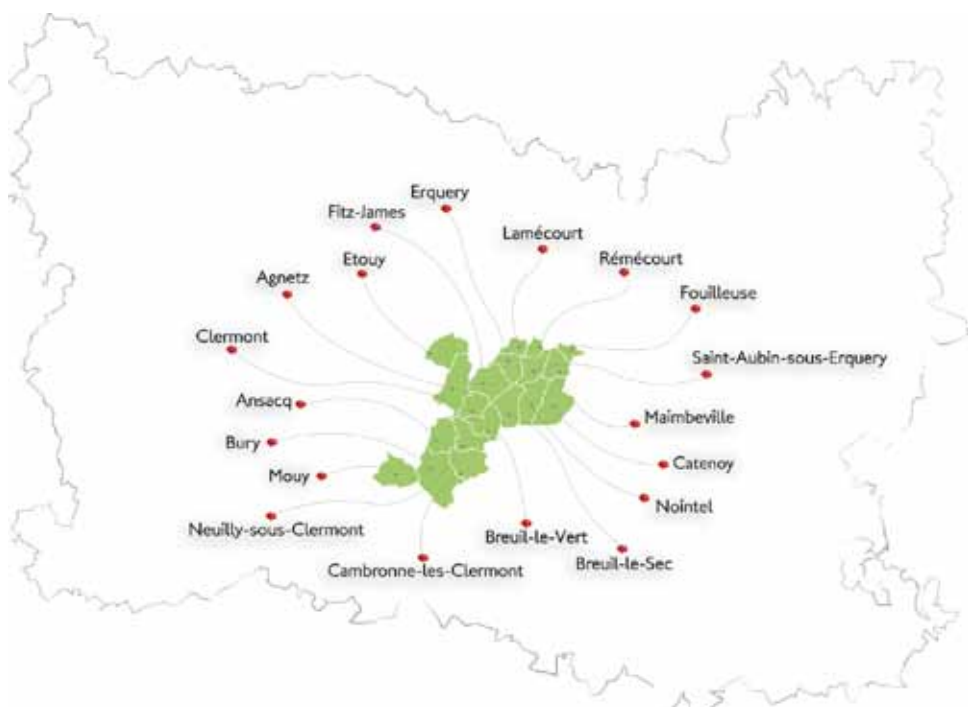 Erquery
Fitz-James
Lamécourt
Etouy
Rémécourt
Agnetz
Fouilleuse
Clermont
Saint-Aubin-sous-Erquery
Ansacq
Maimbeville
Bury
Catenoy
Mouy
Nointel
Neuilly-sous-Clermont
Breuil-le-Vert
Breuil-le-Sec
Cambronne-les-Clermont